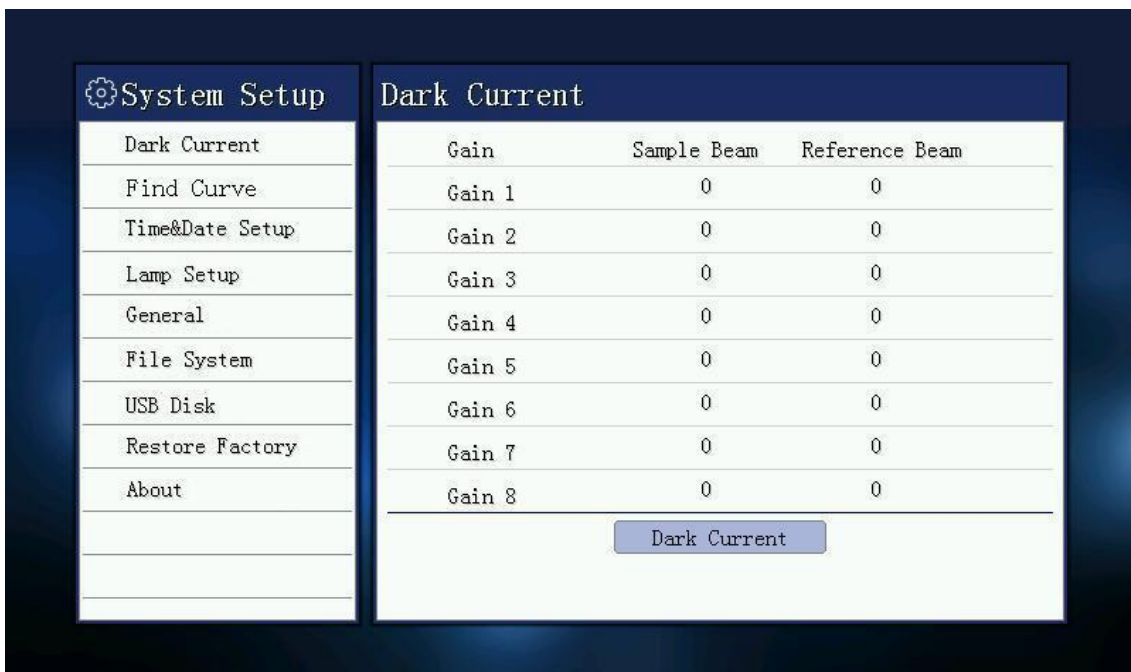 System Setup
Dark Current
Find Curve
Time&Date Setup
Lamp Setup
General
File System
USB Disk
Restore Factory
About
Dark Current
Gain Sample Beam Reference Beam
Gain 1 0 0
Gain 2 0 0
Gain 3 0 0
Gain 4 0 0
Gain 5 0 0
Gain 6 0 0
Gain 7 0 0
Gain 8 0 0
Dark Current